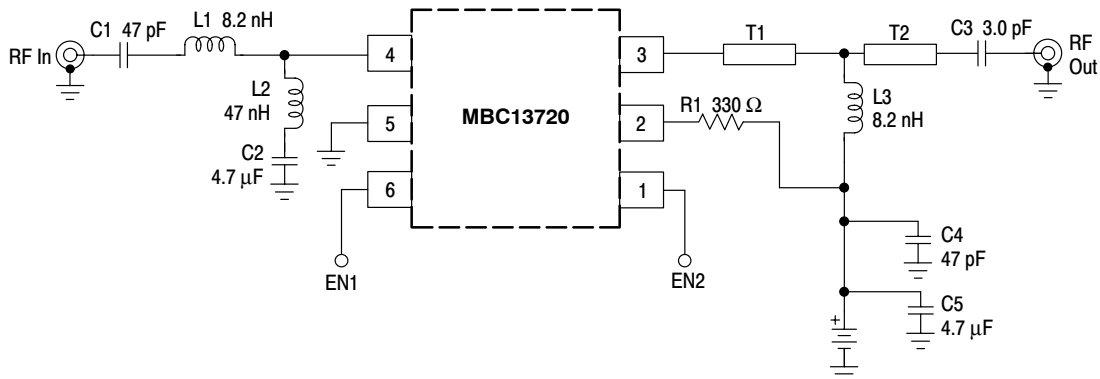 RF In
C1 47 pF
L1 8.2 nH
L2
47 nH
C2
4.7 μF
4
5
6
EN1
MBC13720
3
2
1
EN2
R1 330 Ω
T1
T2
C3 3.0 pF
RF
Out
L3
8.2 nH
C4
47 pF
C5
4.7 μF
+